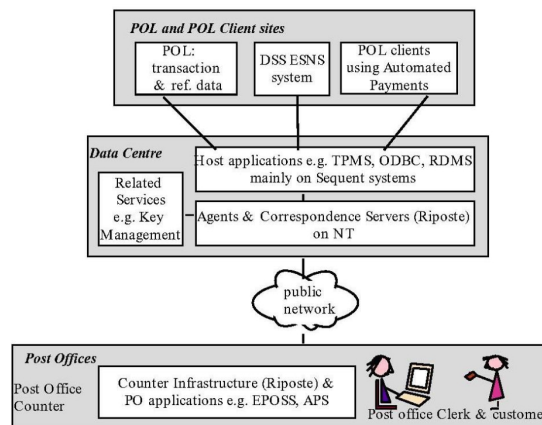 POL and POL Client sites
POL:
transaction
& ref. data
DSS ESNS
system
POL clients
using Automated
Payments
Data Centre
Host applications e.g. TPMS, ODBC, RDMS
mainly on Sequent systems
Related
Services
e.g. Key
Management
Agents & Correspondence Servers (Riposte)
on NT
public
network
Post Offices
Post Office
Counter
Counter Infrastructure (Riposte) &
PO applications e.g. EPOSS, APS
Post office Clerk & custome